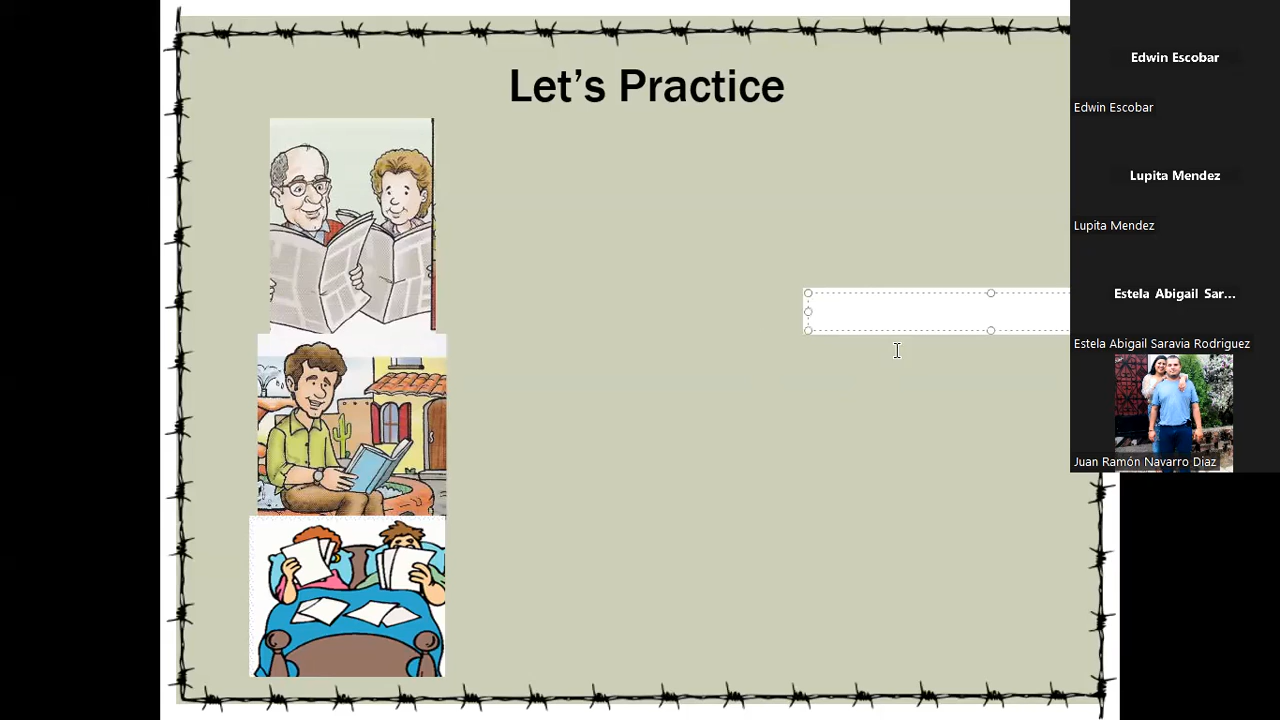 Let's Practice
Edwin Escobar
Edwin Escobar
Lupita Mendez
Lupita Mendez
Estela Abigail Sar...
Estela Abigail Saravia Rodriguez
Juan Ramón Navarro Diaz